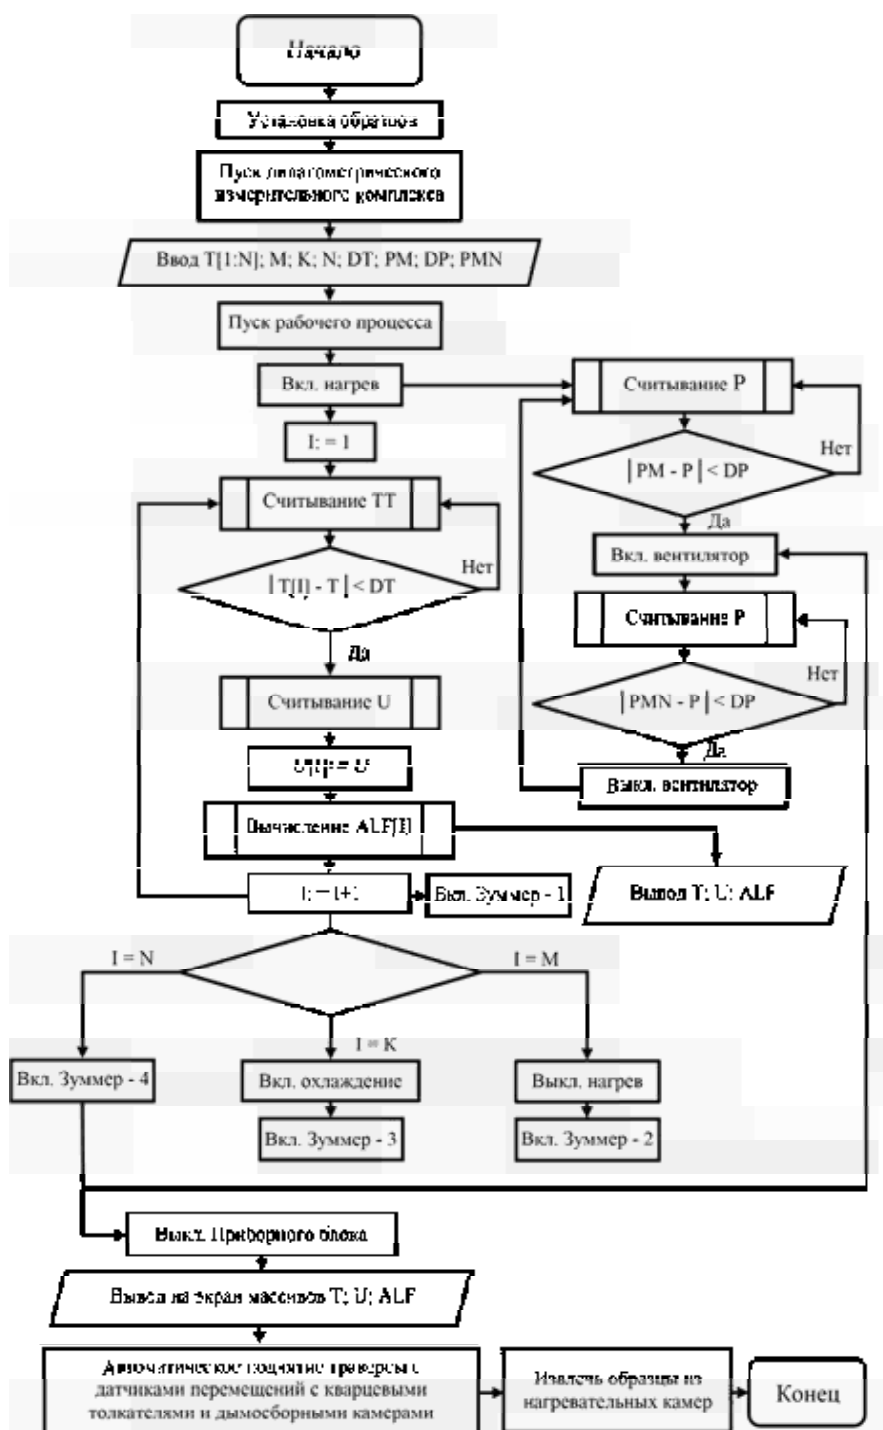 Начало
Установка образцов
Пуск дилатометрического
измерительного комплекса
Ввод T[1:N]; M; K; N; DT; PM; DP; PMN
Пуск рабочего процесса
Вкл. нагрев
I: = 1
Считывание TT
Нет
| T[I] - T | < DT
Да
Считывание U
U[I]: = U
Вычисление ALF[I]
I: = I+1
Вкл. Зуммер - 1
Считывание P
Нет
| PM - P | < DP
Да
Вкл. вентилятор
Считывание P
Нет
| PMN - P | < DP
Да
Выкл. вентилятор
Вывод T; U; ALF
I = N
I = M
I = K
Вкл. Зуммер - 4
Вкл. охлаждение
Выкл. нагрев
Вкл. Зуммер - 3
Вкл. Зуммер - 2
Выкл. Приборного блока
Вывод на экран массивов T; U; ALF
Автоматическое поднятие траверсы с
датчиками перемещений с кварцевыми
толкателями и дымосборными камерами
Извлечь образцы из
нагревательных камер
Конец